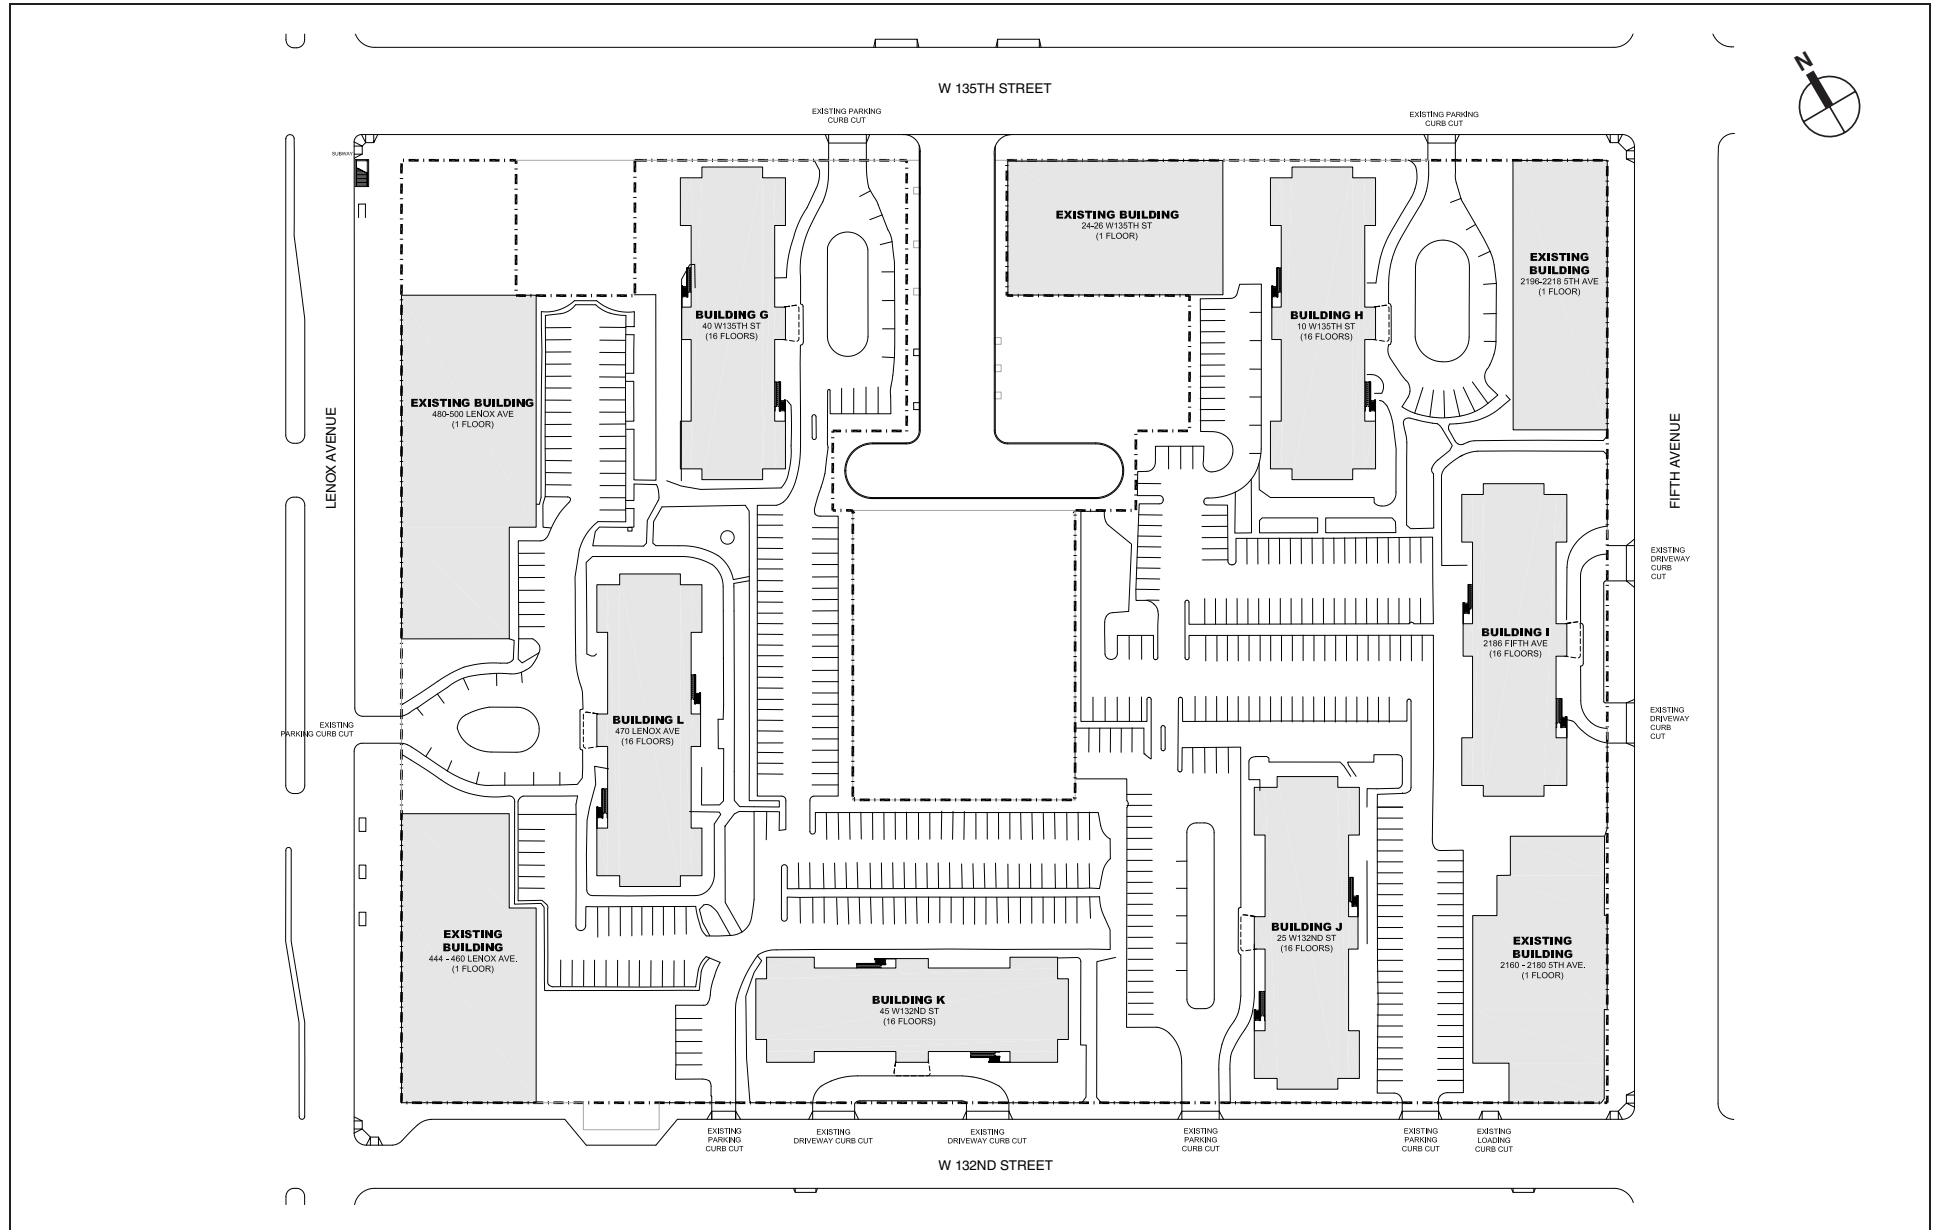 N
W 135TH STREET
EXISTING PARKING
CURB CUT
EXISTING PARKING
CURB CUT
SUBWAY
EXISTING BUILDING
24-26 W135TH ST
(1 FLOOR)
EXISTING
BUILDING
2196-2218 5TH AVE
(1 FLOOR)
BUILDING G
40 W135TH ST
(16 FLOORS)
BUILDING H
10 W135TH ST
(16 FLOORS)
EXISTING BUILDING
480-500 LENOX AVE
(1 FLOOR)
LENOX AVENUE
FIFTH AVENUE
EXISTING
DRIVEWAY
CURB
CUT
BUILDING I
2186 FIFTH AVE
(16 FLOORS)
BUILDING L
470 LENOX AVE
(16 FLOORS)
EXISTING
PARKING CURB CUT
EXISTING
DRIVEWAY
CURB
CUT
EXISTING
BUILDING
444 - 460 LENOX AVE.
(1 FLOOR)
BUILDING J
25 W132ND ST
(16 FLOORS)
EXISTING
BUILDING
2160 - 2180 5TH AVE.
(1 FLOOR)
BUILDING K
45 W132ND ST
(16 FLOORS)
EXISTING
PARKING
CURB CUT
EXISTING
DRIVEWAY CURB CUT
EXISTING
DRIVEWAY CURB CUT
EXISTING
PARKING
CURB CUT
EXISTING
PARKING
CURB CUT
EXISTING
LOADING
CURB CUT
W 132ND STREET